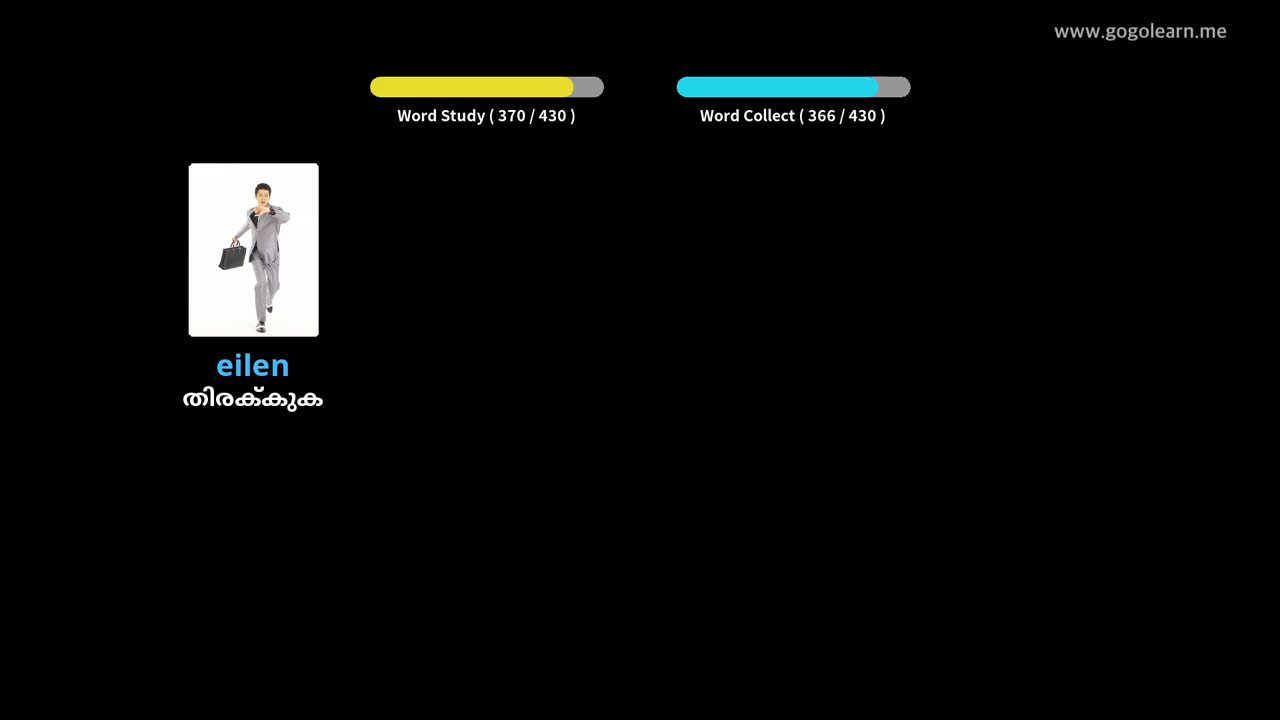 www.gogolearn.me
Word Study ( 370 / 430 )
Word Collect ( 366 / 430 )
eilen
തിരക്കുക